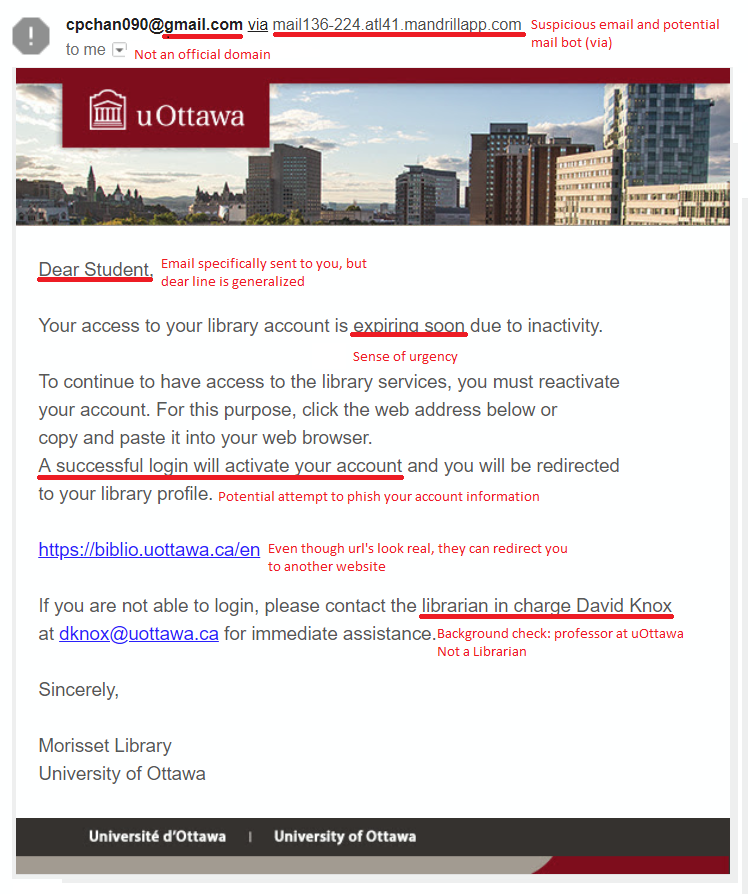 cpchan090@gmail.com via mail136-224.atl41.mandrillapp.com
Suspicious email and potential
mail bot (via)
to me
Not an official domain
uOttawa
Dear Student,
Email specifically sent to you, but
dear line is generalized
Your access to your library account is expiring soon due to inactivity.
Sense of urgency
To continue to have access to the library services, you must reactivate
your account. For this purpose, click the web address below or
copy and paste it into your web browser.
A successful login will activate your account and you will be redirected
to your library profile.
Potential attempt to phish your account information
https://biblio.uottawa.ca/en
Even though url's look real, they can redirect you
to another website
If you are not able to login, please contact the librarian in charge David Knox
at dknox@uottawa.ca for immediate assistance.
Background check: professor at uOttawa
Not a Librarian
Sincerely,
Morisset Library
University of Ottawa
Université d'Ottawa | University of Ottawa